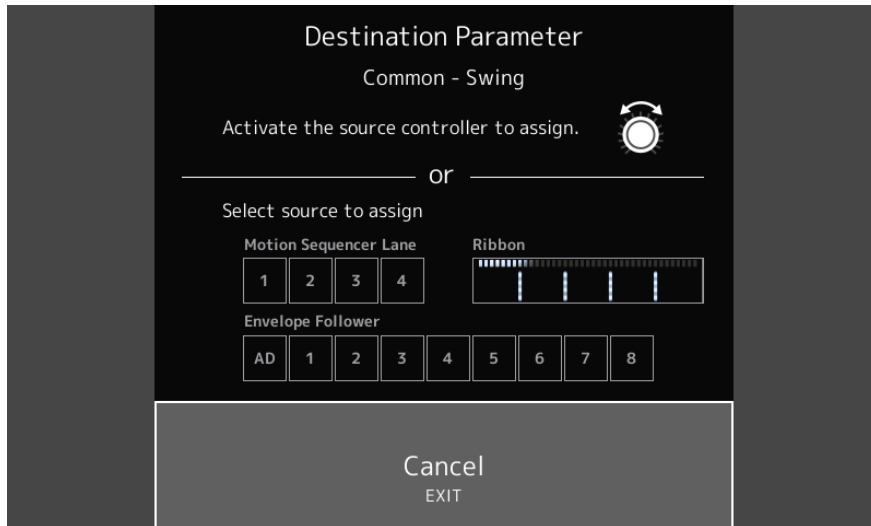 Destination Parameter
Common - Swing
Activate the source controller to assign.
or
Select source to assign
Motion Sequencer Lane
Ribbon
1 2 3 4
Envelope Follower
AD 1 2 3 4 5 6 7 8
Cancel
EXIT